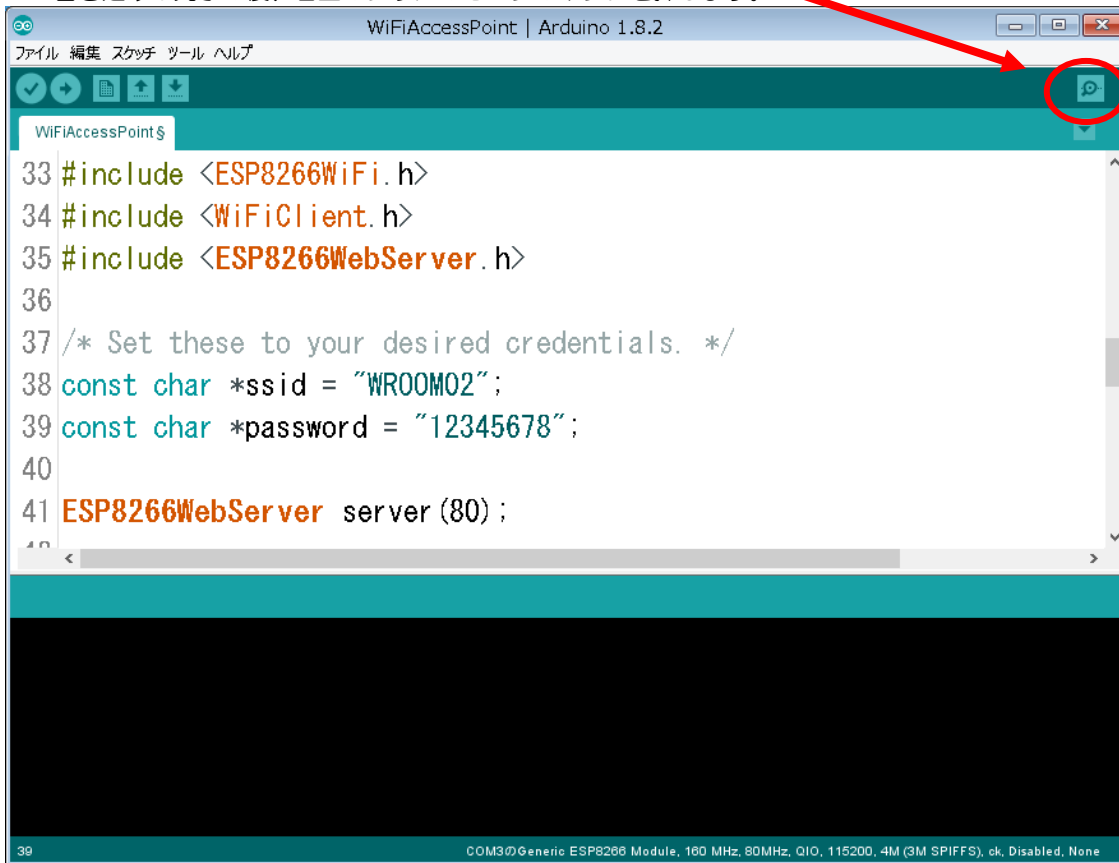 WiFiAccessPoint | Arduino 1.8.2
ファイル 編集 スケッチ ツール ヘルプ
WiFiAccessPoint§
33 #include <ESP8266WiFi.h>
34 #include <WiFiClient.h>
35 #include <ESP8266WebServer.h>
36
37 /* Set these to your desired credentials. */
38 const char *ssid = "WROOM02";
39 const char *password = "12345678";
40
41 ESP8266WebServer server(80);
39 COM3のGeneric ESP8266 Module, 160 MHz, 80MHz, QIO, 115200, 4M (3M SPIFFS), ck, Disabled, None